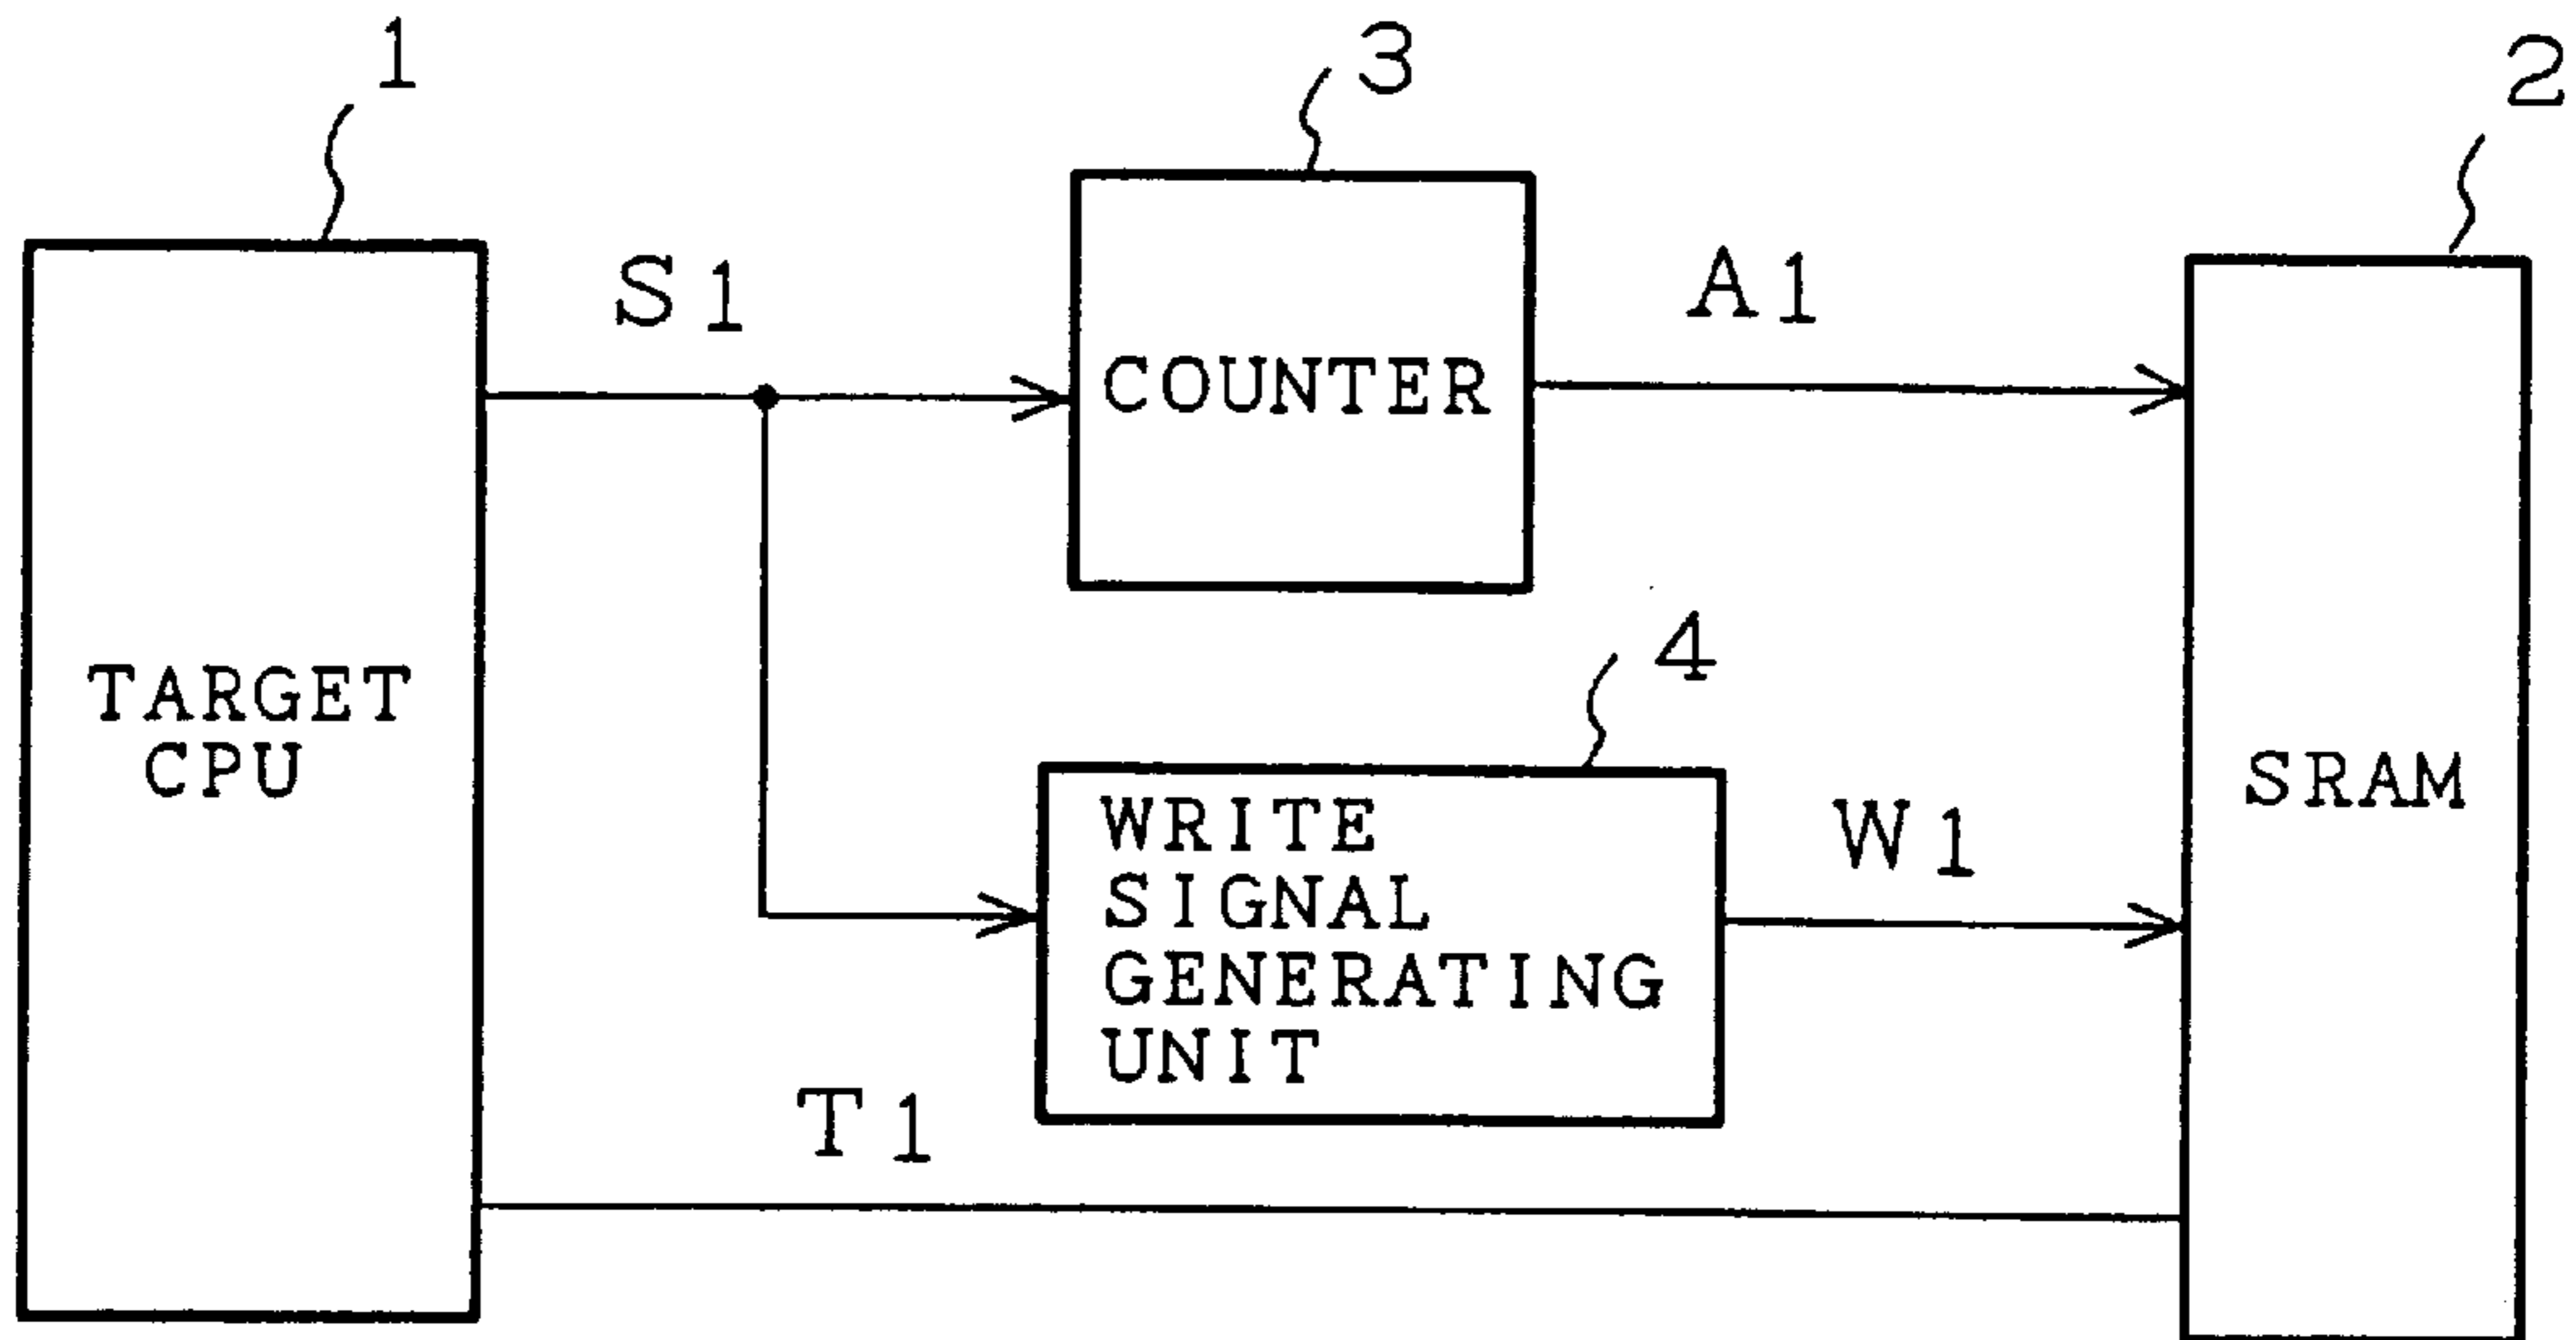 1
3
2
S1
A1
COUNTER
4
TARGET
CPU
WRITE
SIGNAL
GENERATING
UNIT
W1
SRAM
T1